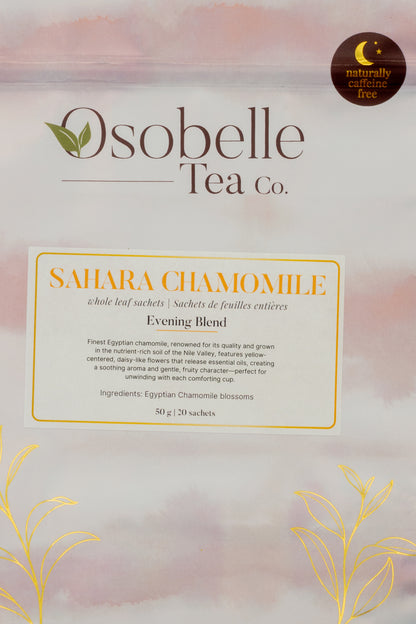 naturally
caffeine
free
Osobelle
Tea Co.
SAHARA CHAMOMILE
whole leaf sachets | Sachets de feuilles entières
Evening Blend
Finest Egyptian chamomile, renowned for its quality and grown
in the nutrient-rich soil of the Nile Valley, features yellow-
centered, daisy-like flowers that release essential oils, creating
a soothing aroma and gentle, fruity character—perfect for
unwinding with each comforting cup.
Ingredients: Egyptian Chamomile blossoms
50 g | 20 sachets